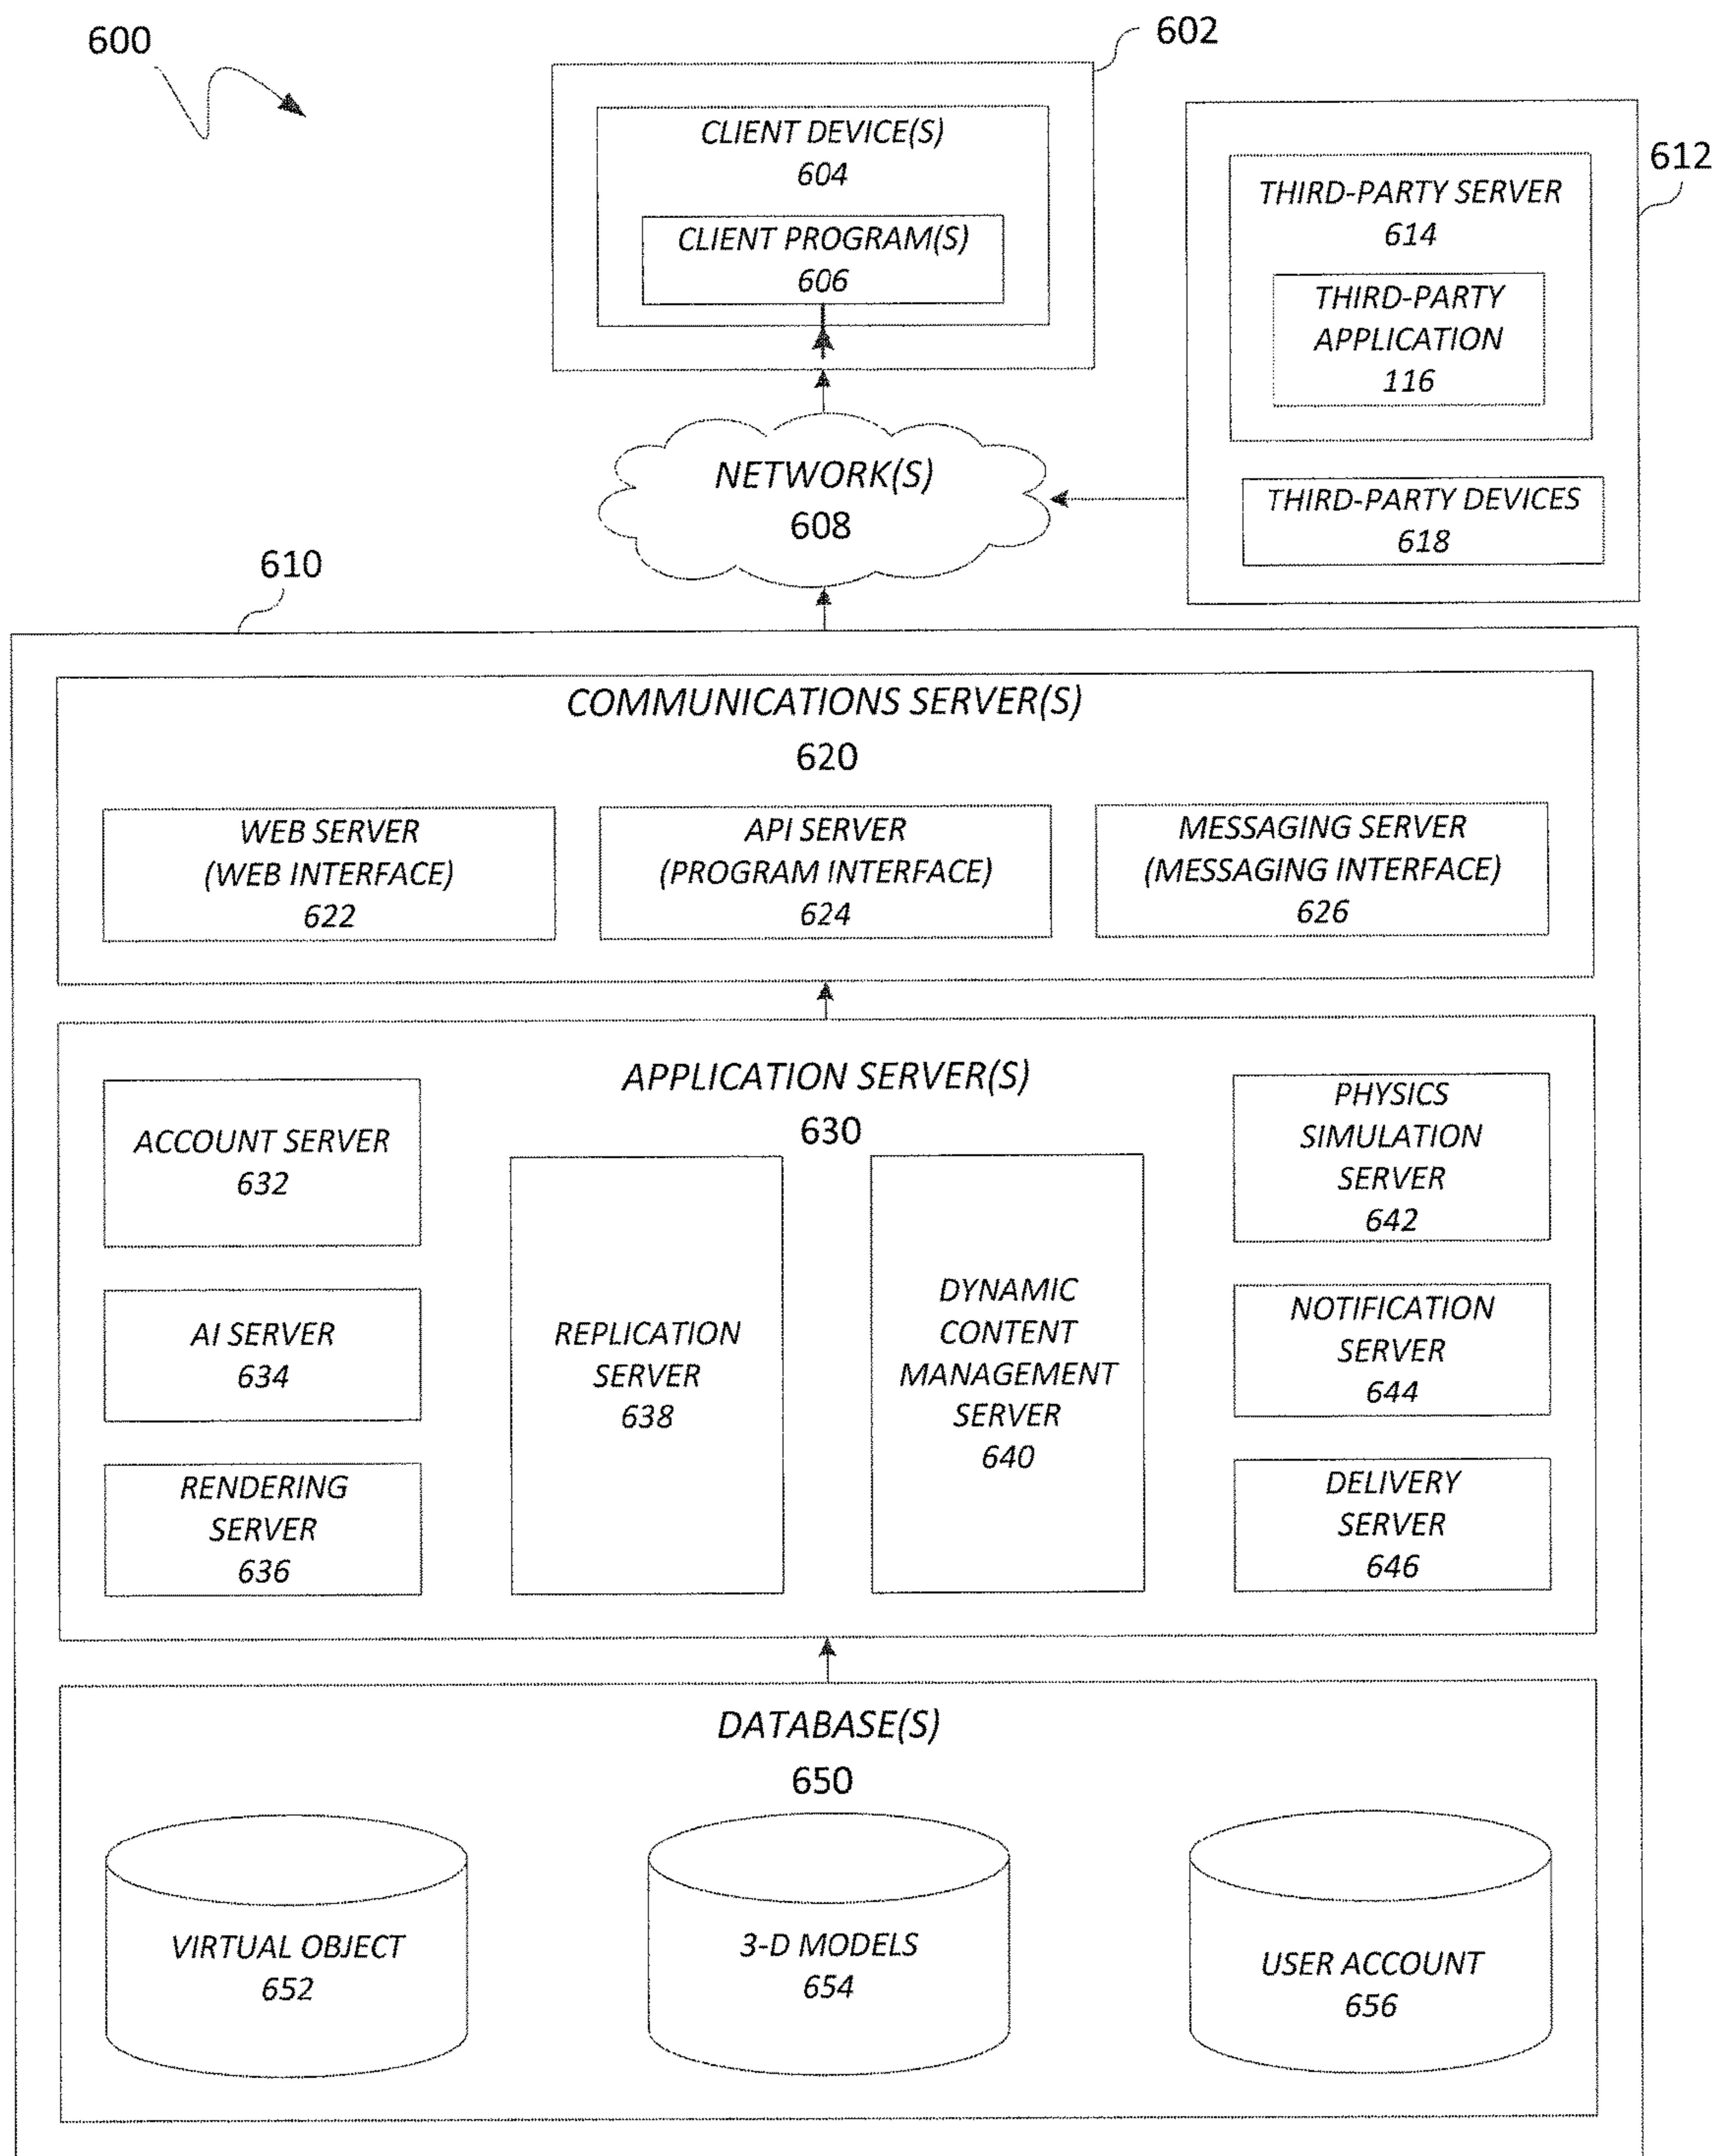 600
602
CLIENT DEVICE(S)
604
CLIENT PROGRAM(S)
606
612
THIRD-PARTY SERVER
614
THIRD-PARTY
APPLICATION
116
THIRD-PARTY DEVICES
618
NETWORK(S)
608
610
COMMUNICATIONS SERVER(S)
620
WEB SERVER
(WEB INTERFACE)
622
API SERVER
(PROGRAM INTERFACE)
624
MESSAGING SERVER
(MESSAGING INTERFACE)
626
APPLICATION SERVER(S)
630
ACCOUNT SERVER
632
AI SERVER
634
RENDERING
SERVER
636
REPLICATION
SERVER
638
DYNAMIC
CONTENT
MANAGEMENT
SERVER
640
PHYSICS
SIMULATION
SERVER
642
NOTIFICATION
SERVER
644
DELIVERY
SERVER
646
DATABASE(S)
650
VIRTUAL OBJECT
652
3-D MODELS
654
USER ACCOUNT
656